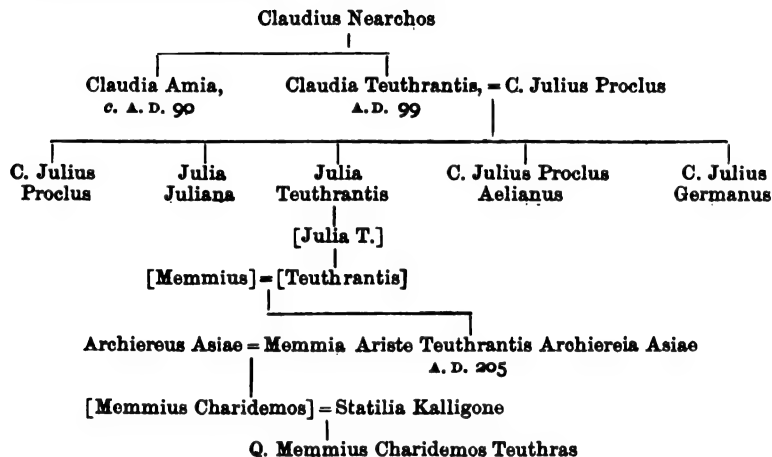 Claudius Nearchos
Claudia Amia, Claudia Teuthrantis, = C. Julius Proclus
c. A. D. 90 A. D. 99
C. Julius Julia Julia C. Julius Proclus C. Julius
Proclus Juliana Teuthrantis Aelianus Germanus
[Julia T.]
[Memmius] = [Teuthrantis]
Archiereus Asiae = Memmia Ariste Teuthrantis Archiereia Asiae
A. D. 205
[Memmius Charidemos] = Statilia Kalligone
Q. Memmius Charidemos Teuthras